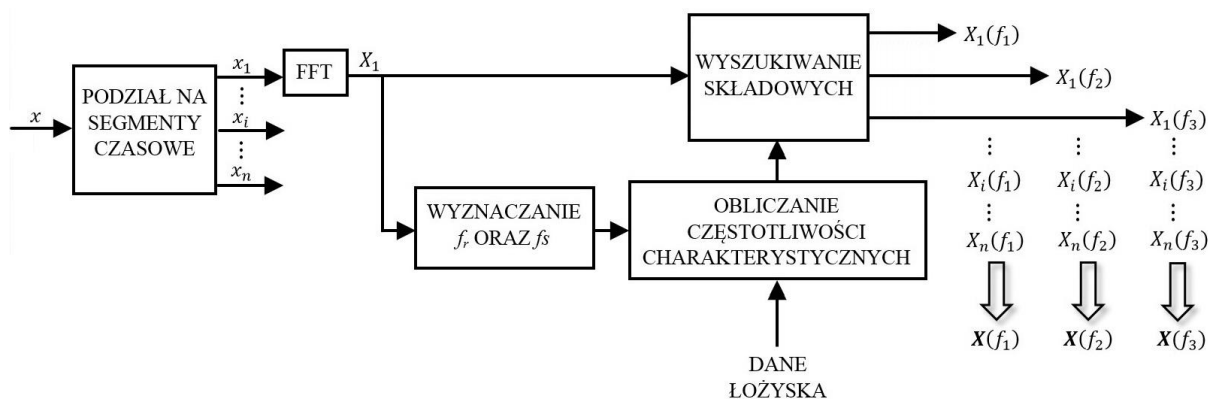 x
PODZIAŁ NA
SEGMENTY
CZASOWE
x₁
⋮
xᵢ
⋮
xₙ
FFT
X₁
WYZNACZANIE
fᵣ ORAZ fs
WYSZUKIWANIE
SKŁADOWYCH
OBLICZANIE
CZĘSTOTLIWOŚCI
CHARAKTERYSTYCZNYCH
DANE
ŁOŻYSKA
X₁(f₁)
X₁(f₂)
X₁(f₃)
⋮ ⋮ ⋮
Xᵢ(f₁) Xᵢ(f₂) Xᵢ(f₃)
⋮ ⋮ ⋮
Xₙ(f₁) Xₙ(f₂) Xₙ(f₃)
X(f₁) X(f₂) X(f₃)